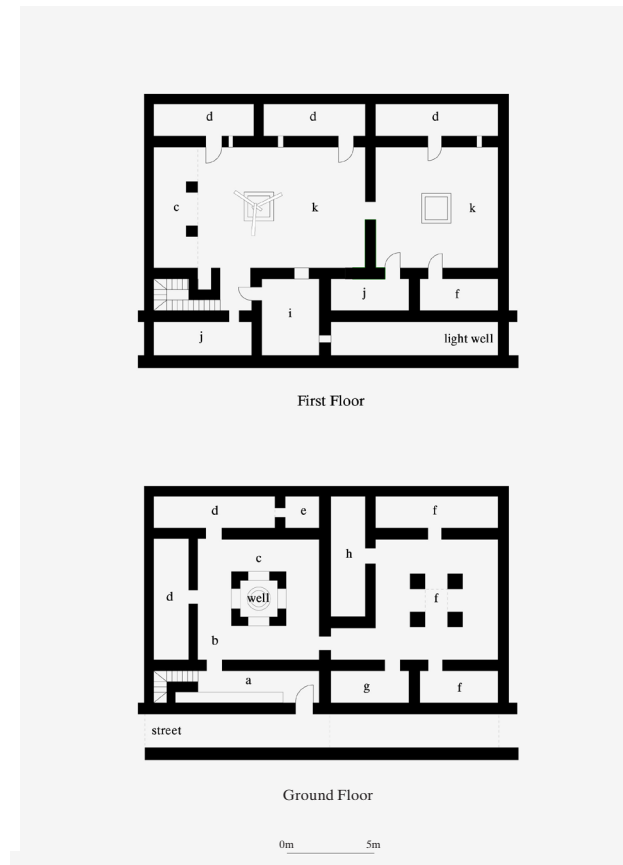 d d d
c k k
j f
i
j light well
First Floor
d e f
h
c
d well f
b
a g f
street
Ground Floor
0m 5m